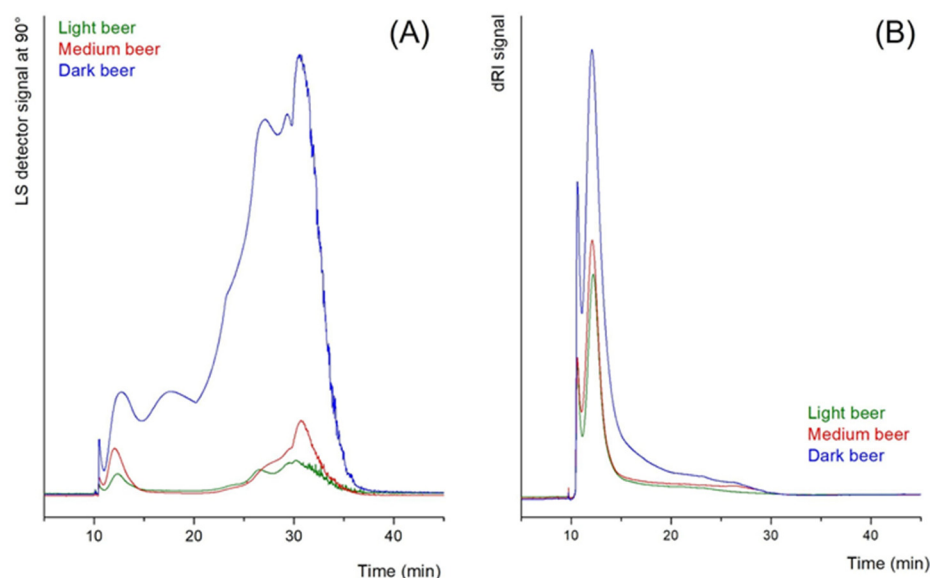 LS detector signal at 90°
Light beer
Medium beer
Dark beer
(A)
10
20
30
40
Time (min)
dRI signal
(B)
Light beer
Medium beer
Dark beer
10
20
30
40
Time (min)